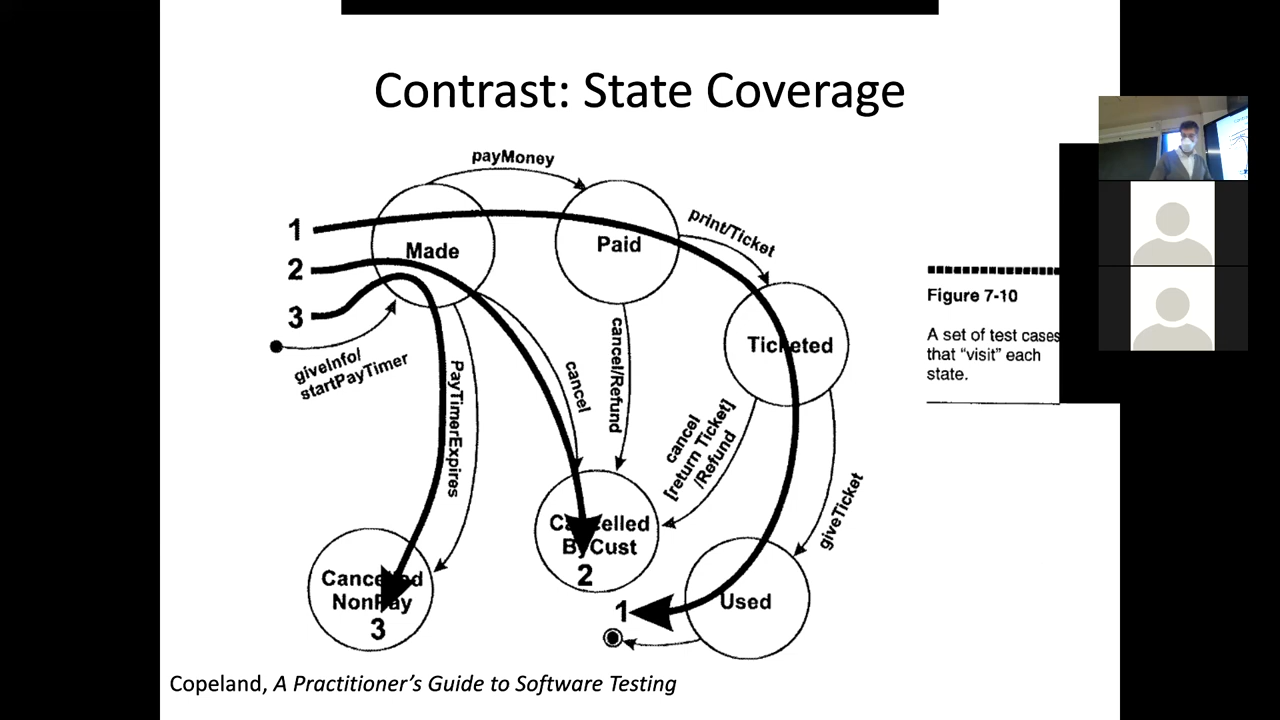 Contrast: State Coverage
payMoney
1
print/Ticket
Made
Paid
2
3
Ticketed
giveInfo/
startPayTimer
PayTimerExpires
cancel
cancel/Refund
cancel
[return Ticket]
/Refund
giveTicket
Cancelled
ByCust
2
Cancelled
NonPay
3
1
Used
Figure 7-10
A set of test cases
that “visit” each
state.
Copeland, A Practitioner’s Guide to Software Testing